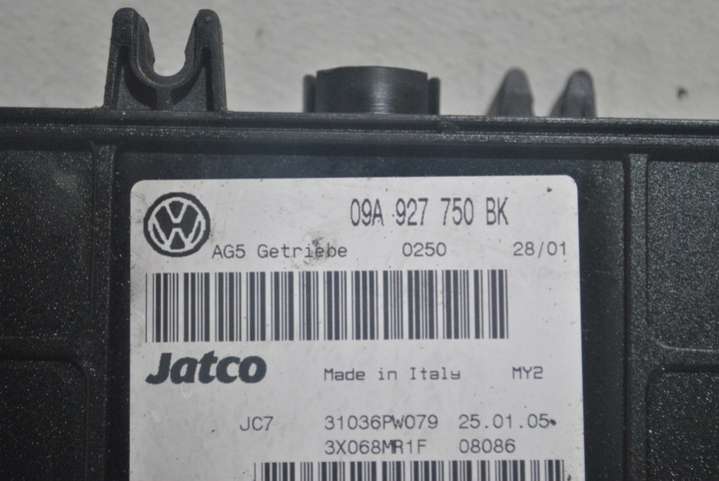 09A 927 750 BK
AG5 Getriebe 0250 28/01
Jatco Made in Italy MY2
JC7 31036PW079 25.01.05
3X068MR1F 08086